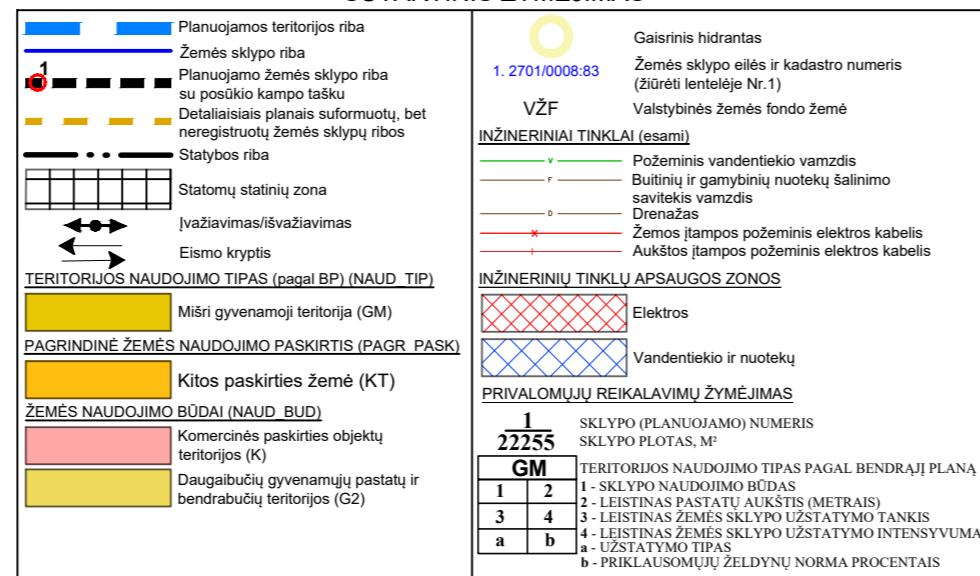 Planuojamos teritorijos riba
Žemės sklypo riba
1
Planuojamo žemės sklypo riba
su posūkio kampo tašku
Detaliaisiais planais suformuotų, bet
neregistruotų žemės sklypų ribos
Statybos riba
Statomų statinių zona
Įvažiavimas/išvažiavimas
Eismo kryptis
TERITORIJOS NAUDOJIMO TIPAS (pagal BP) (NAUD_TIP)
Mišri gyvenamoji teritorija (GM)
PAGRINDINĖ ŽEMĖS NAUDOJIMO PASKIRTIS (PAGR_PASK)
Kitos paskirties žemė (KT)
ŽEMĖS NAUDOJIMO BŪDAI (NAUD_BUD)
Komercinės paskirties objektų
teritorijos (K)
Daugaibučių gyvenamųjų pastatų ir
bendrabučių teritorijos (G2)
Gaisrinis hidrantas
1. 2701/0008:83
Žemės sklypo eilės ir kadastro numeris
(žiūrėti lentelėje Nr.1)
VŽF
Valstybinės žemės fondo žemė
INŽINERINIAI TINKLAI (esami)
V
Požeminis vandentiekio vamzdis
F
Buitinių ir gamybinių nuotekų šalinimo
savitekis vamzdis
D
Drenažas
Žemos įtampos požeminis elektros kabelis
Aukštos įtampos požeminis elektros kabelis
INŽINERINIŲ TINKLŲ APSAUGOS ZONOS
Elektros
Vandentiekio ir nuotekų
PRIVALOMŲJŲ REIKALAVIMŲ ŽYMĖJIMAS
1
SKLYPO (PLANUOJAMO) NUMERIS
22255
SKLYPO PLOTAS, M²
GM
TERITORIJOS NAUDOJIMO TIPAS PAGAL BENDRĄJĮ PLANĄ
1 2
3 4
a b
1 - SKLYPO NAUDOJIMO BŪDAS
2 - LEISTINAS PASTATŲ AUKŠTIS (METRAIS)
3 - LEISTINAS ŽEMĖS SKLYPO UŽSTATYMO TANKIS
4 - LEISTINAS ŽEMĖS SKLYPO UŽSTATYMO INTENSYVUMA
a - UŽSTATYMO TIPAS
b - PRIKLAUSOMŲJŲ ŽELDYNŲ NORMA PROCENTAIS